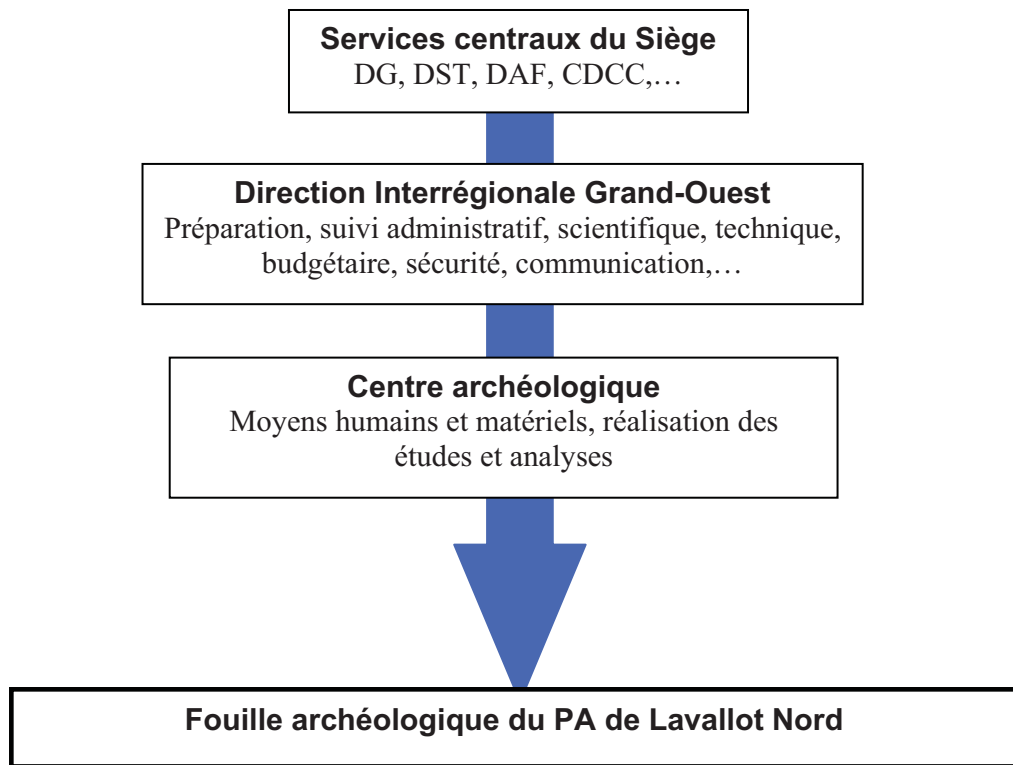 Services centraux du Siège
DG, DST, DAF, CDCC,…
Direction Interrégionale Grand-Ouest
Préparation, suivi administratif, scientifique, technique,
budgétaire, sécurité, communication,…
Centre archéologique
Moyens humains et matériels, réalisation des
études et analyses
Fouille archéologique du PA de Lavallot Nord